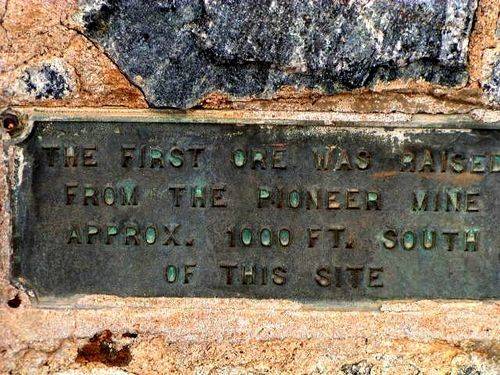 THE FIRST ORE WAS RAISED
FROM THE PIONEER MINE
APPROX. 1000 FT. SOUTH
OF THIS SITE